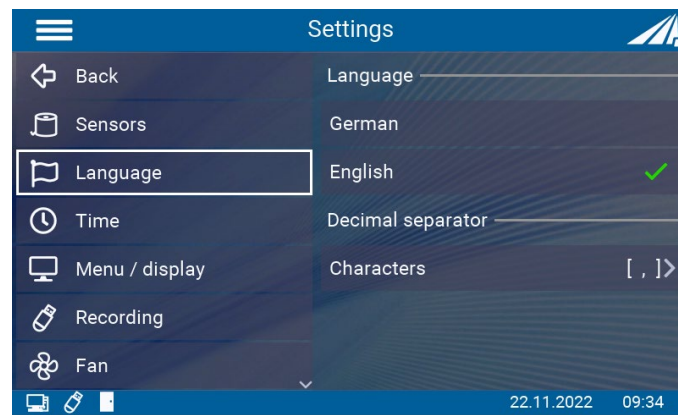 Settings
Back
Sensors
Language
Time
Menu / display
Recording
Fan
Language
German
English
Decimal separator
Characters [ , ]
22.11.2022 09:34